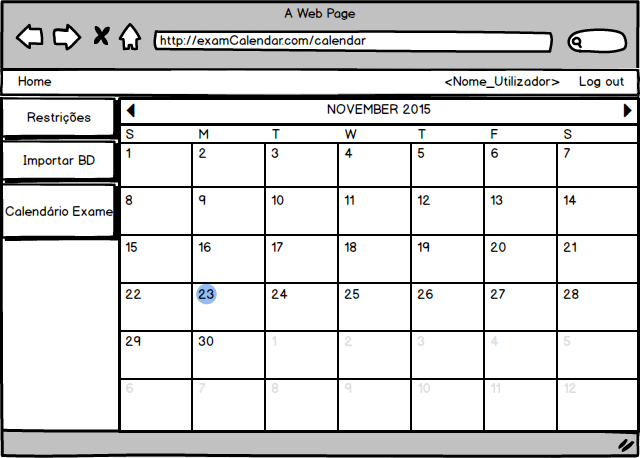 A Web Page
http://examCalendar.com/calendar
Home <Nome_Utilizador> Log out
Restrições
Importar BD
Calendário Exame
NOVEMBER 2015
S M T W T F S
1 2 3 4 5 6 7
8 9 10 11 12 13 14
15 16 17 18 19 20 21
22 23 24 25 26 27 28
29 30 1 2 3 4 5
6 7 8 9 10 11 12